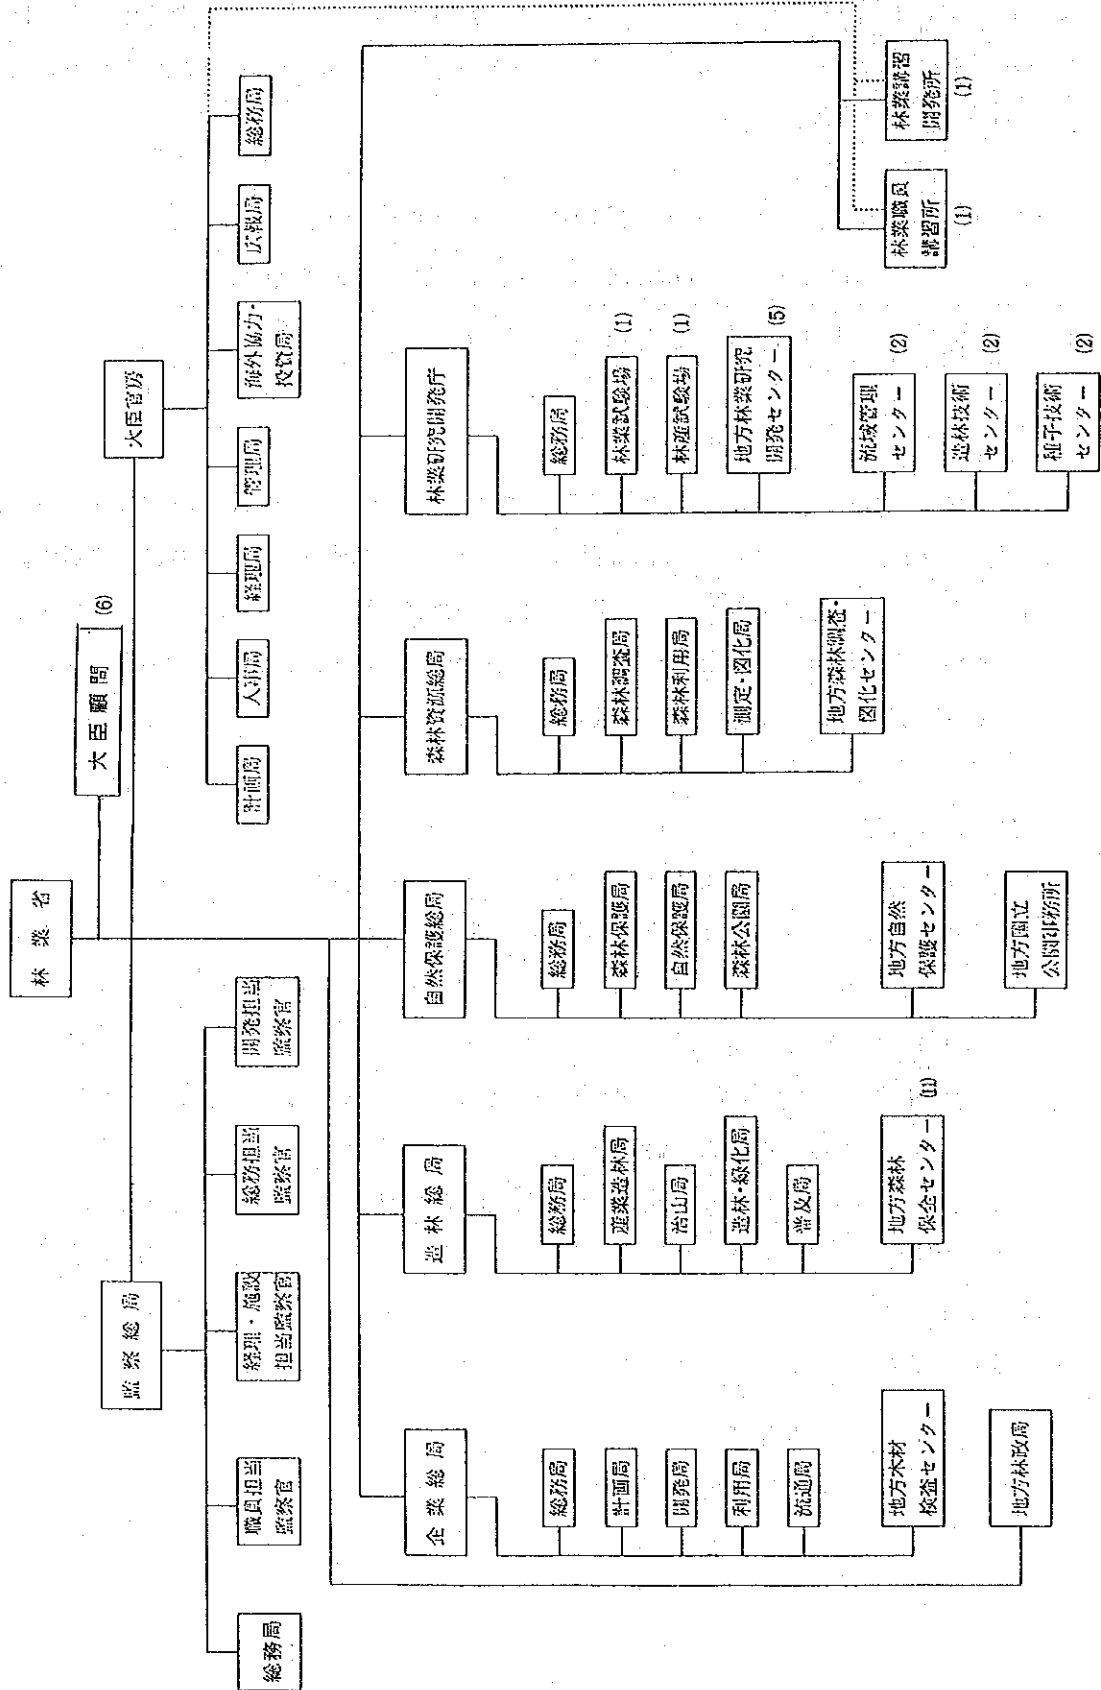 林業省
大臣顧問
(6)
監察総局
大臣官房
総務局
職員担当
監察官
経理・施設
担当監察官
総務担当
監察官
開発担当
監察官
計画局
人事局
経理局
管理局
海外協力・
投資局
広報局
総務局
企業総局
総務局
計画局
開発局
利用局
流通局
地方木材
検査センター
地方林政局
造林総局
総務局
産業造林局
治山局
造林・緑化局
普及局
地方森林
保全センター
(11)
自然保護総局
総務局
森林保護局
自然保護局
森林公園局
地方自然
保護センター
地方国立
公園事務所
森林資源総局
総務局
森林調査局
森林利用局
測定・図化局
地方森林調査・
図化センター
林業研究開発庁
総務局
林業試験場
(1)
林産試験場
(1)
地方林業研究
開発センター
(5)
流域管理
センター
(2)
造林技術
センター
(2)
種子技術
センター
(2)
林業職員
講習所
(1)
林業講習
開発所
(1)